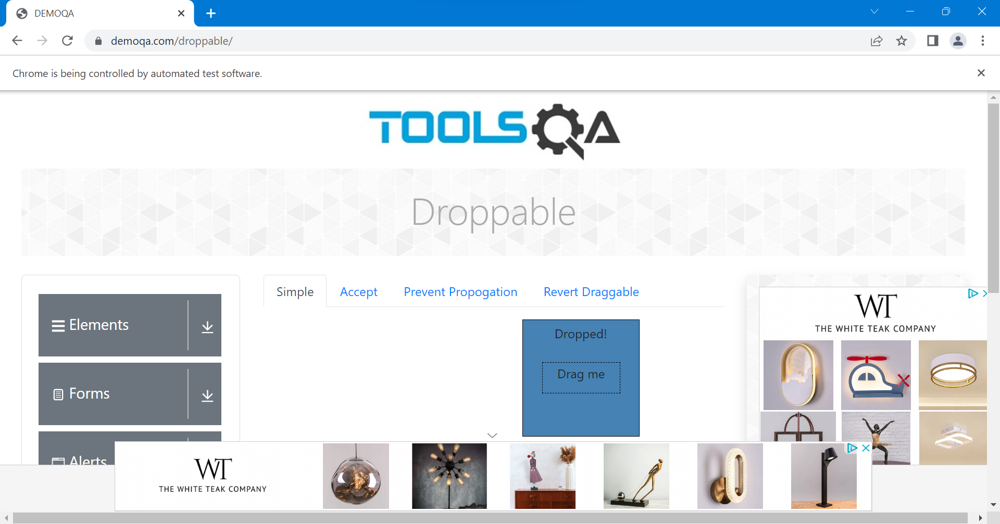 DEMOQA
demoqa.com/droppable/
Chrome is being controlled by automated test software.
TOOLSQA
Droppable
Simple Accept Prevent Propogation Revert Draggable
Elements
Dropped!
Drag me
Forms
Alerts
WT
THE WHITE TEAK COMPANY
WT
THE WHITE TEAK COMPANY